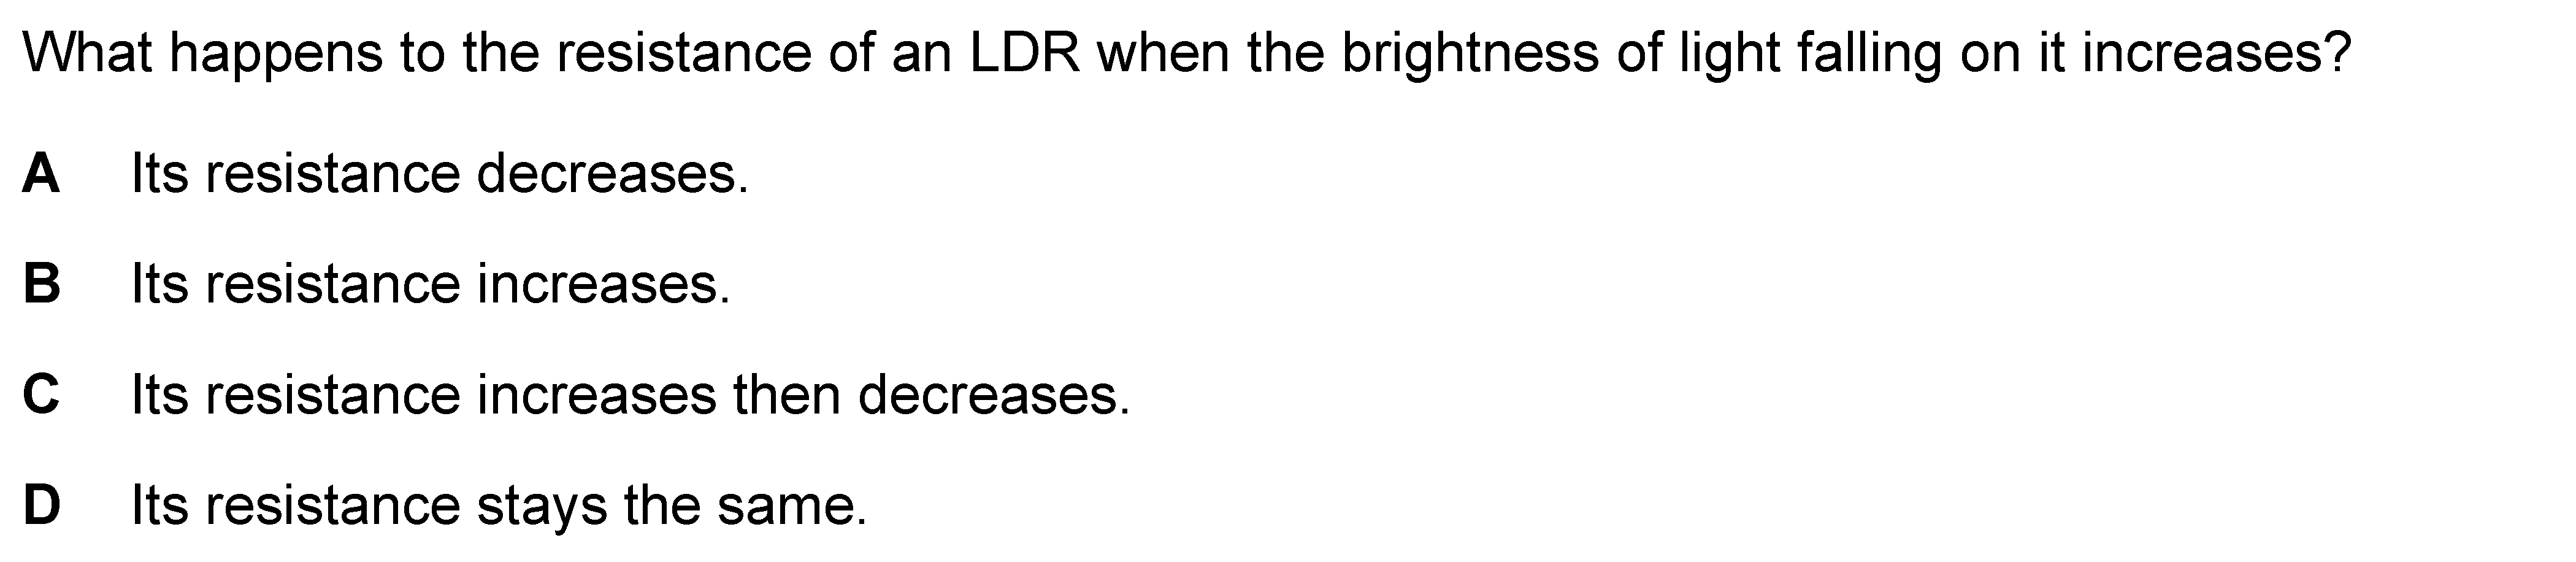 What happens to the resistance of an LDR when the brightness of light falling on it increases?
A Its resistance decreases.
B Its resistance increases.
C Its resistance increases then decreases.
D Its resistance stays the same.